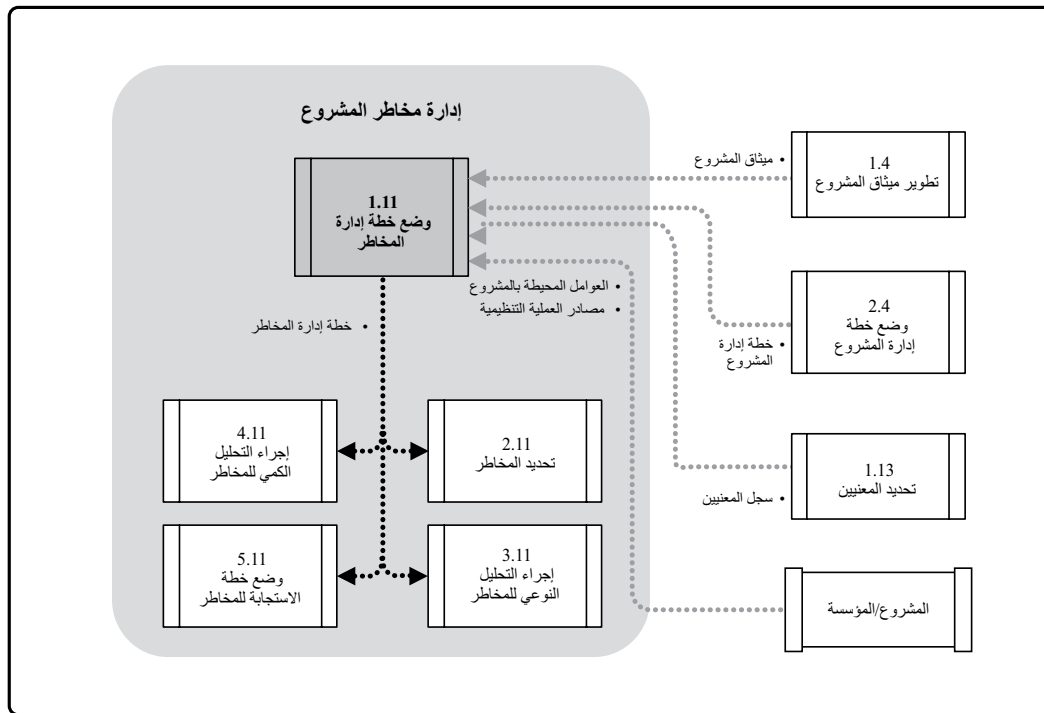 إدارة مخاطر المشروع
1.11
وضع خطة إدارة
المخاطر
• ميثاق المشروع
1.4
تطوير ميثاق المشروع
• العوامل المحيطة بالمشروع
• مصادر العملية التنظيمية
2.4
وضع خطة
إدارة المشروع
• خطة إدارة
المشروع
• خطة إدارة المخاطر
2.11
تحديد المخاطر
4.11
إجراء التحليل
الكمي للمخاطر
1.13
تحديد المعنيين
• سجل المعنيين
3.11
إجراء التحليل
النوعي للمخاطر
5.11
وضع خطة
الاستجابة للمخاطر
المشروع/المؤسسة